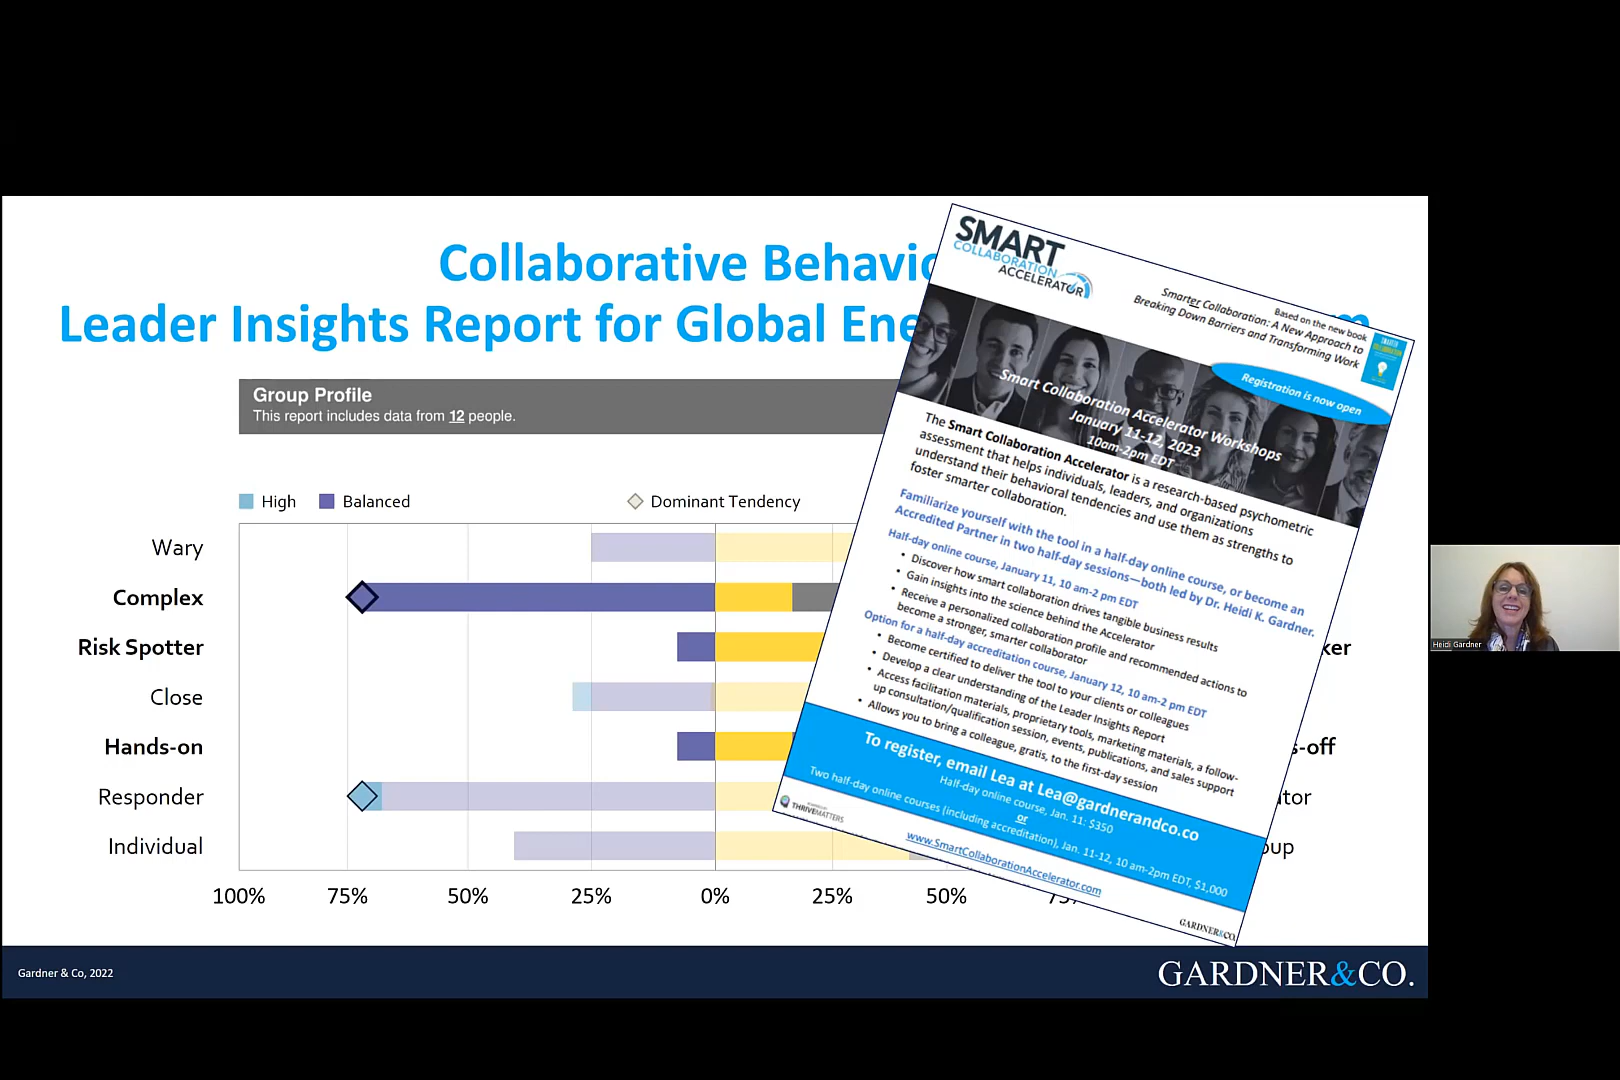 Collaborative Behavio
Leader Insights Report for Global Ene
Group Profile
This report includes data from 12 people.
High
Balanced
Dominant Tendency
Wary
Complex
Risk Spotter
Close
Hands-on
Responder
Individual
ker
s-off
ator
oup
100%
75%
50%
25%
0%
25%
50%
75%
SMART
COLLABORATION
ACCELERATOR
Based on the new book
Smarter Collaboration: A New Approach to
Breaking Down Barriers and Transforming Work
Registration is now open
Smart Collaboration Accelerator Workshops
January 11-12, 2023
10am-2pm EDT
The Smart Collaboration Accelerator is a research-based psychometric
assessment that helps individuals, leaders, and organizations
understand their behavioral tendencies and use them as strengths to
foster smarter collaboration.
Familiarize yourself with the tool in a half-day online course, or become an
Accredited Partner in two half-day sessions—both led by Dr. Heidi K. Gardner.
Half-day online course, January 11, 10 am-2 pm EDT
• Discover how smart collaboration drives tangible business results
• Gain insights into the science behind the Accelerator
• Receive a personalized collaboration profile and recommended actions to
become a stronger, smarter collaborator
Option for a half-day accreditation course, January 12, 10 am-2 pm EDT
• Become certified to deliver the tool to your clients or colleagues
• Develop a clear understanding of the Leader Insights Report
• Access facilitation materials, proprietary tools, marketing materials, a follow-
up consultation/qualification session, events, publications, and sales support
• Allows you to bring a colleague, gratis, to the first-day session
To register, email Lea at Lea@gardnerandco.co
Half-day online course, Jan. 11: $350
or
Two half-day online courses (including accreditation), Jan. 11-12, 10 am-2pm EDT, $1,000
THRIVEMATTERS
www.SmartCollaborationAccelerator.com
GARDNER&CO.
Heidi Gardner
Gardner & Co, 2022
GARDNER&CO.